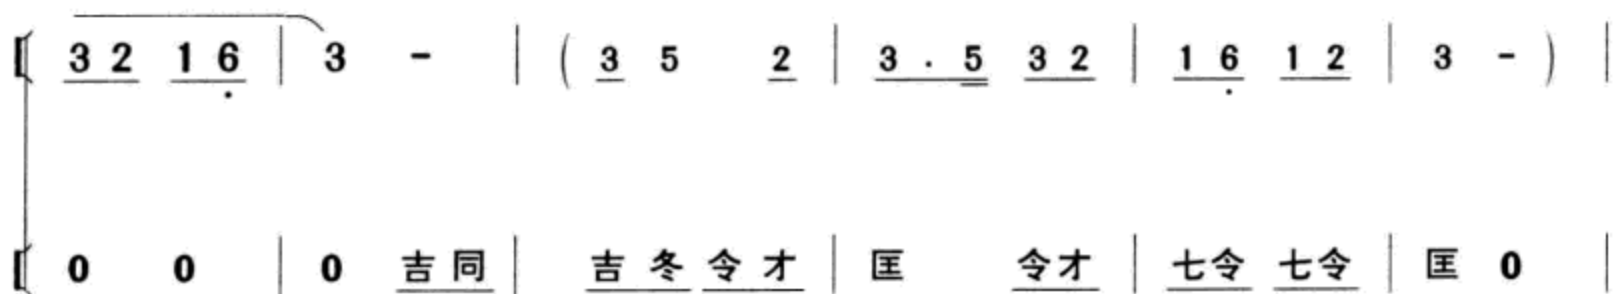 3 2 1 6 | 3 - | ( 3 5 2 | 3 . 5 3 2 | 1 6 1 2 | 3 - ) |
0 0 | 0 吉 同 | 吉 冬 令 才 | 匡 令才 | 七令 七令 | 匡 0 |